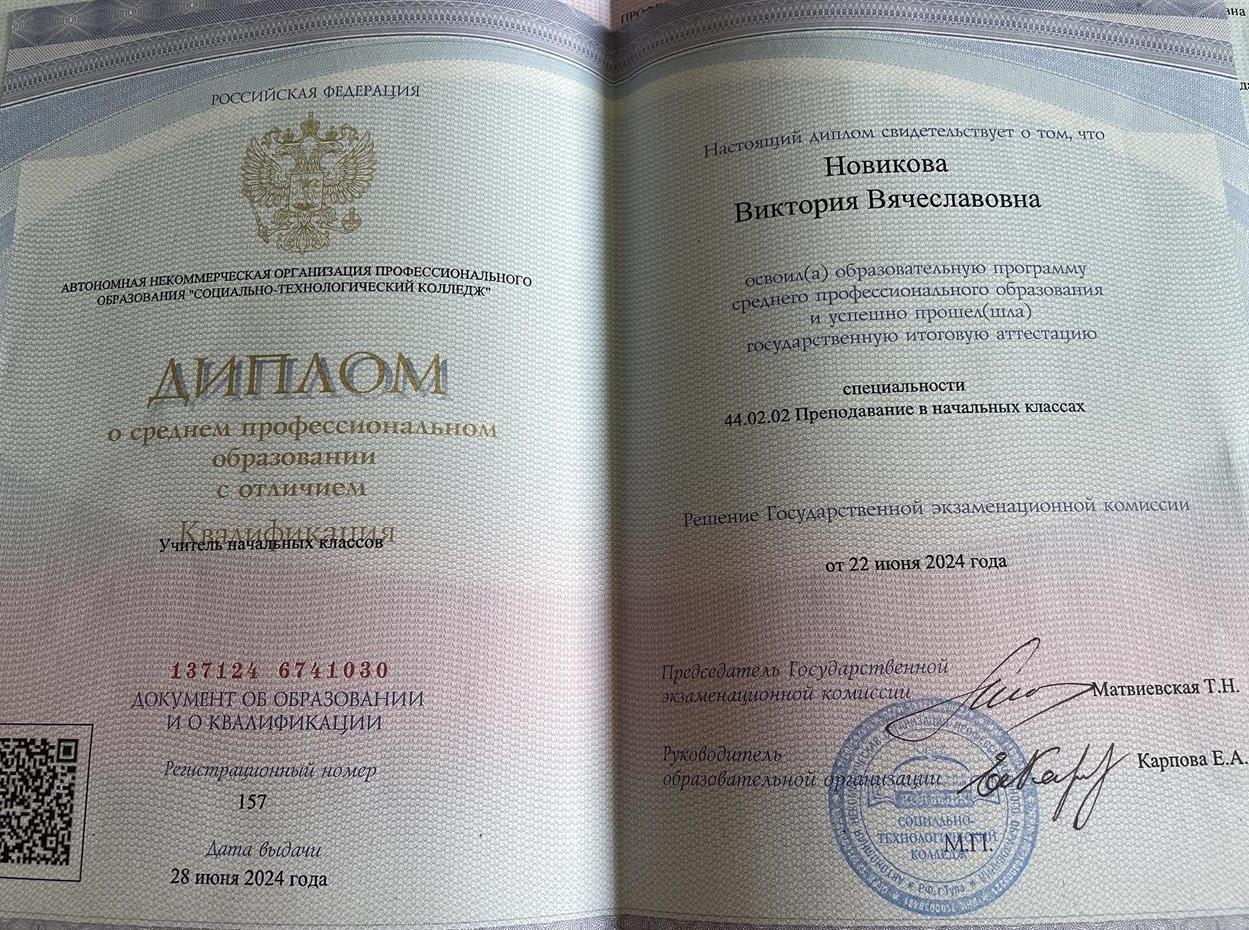 РОССИЙСКАЯ ФЕДЕРАЦИЯ
АВТОНОМНАЯ НЕКОММЕРЧЕСКАЯ ОРГАНИЗАЦИЯ ПРОФЕССИОНАЛЬНОГО
ОБРАЗОВАНИЯ "СОЦИАЛЬНО-ТЕХНОЛОГИЧЕСКИЙ КОЛЛЕДЖ"
ДИПЛОМ
о среднем профессиональном
образовании
с отличием
Квалификация
Учитель начальных классов
137124 6741030
ДОКУМЕНТ ОБ ОБРАЗОВАНИИ
И О КВАЛИФИКАЦИИ
Регистрационный номер
157
Дата выдачи
28 июня 2024 года
Настоящий диплом свидетельствует о том, что
Новикова
Виктория Вячеславовна
освоил(а) образовательную программу
среднего профессионального образования
и успешно прошел(шла)
государственную итоговую аттестацию
специальности
44.02.02 Преподавание в начальных классах
Решение Государственной экзаменационной комиссии
от 22 июня 2024 года
Председатель Государственной
экзаменационной комиссии
Матвиевская Т.Н.
Руководитель
образовательной организации
Карпова Е.А.
СОЦИАЛЬНО-
ТЕХНОЛОГИЧЕСКИЙ
КОЛЛЕДЖ
М.П.
РФ, г.Тула